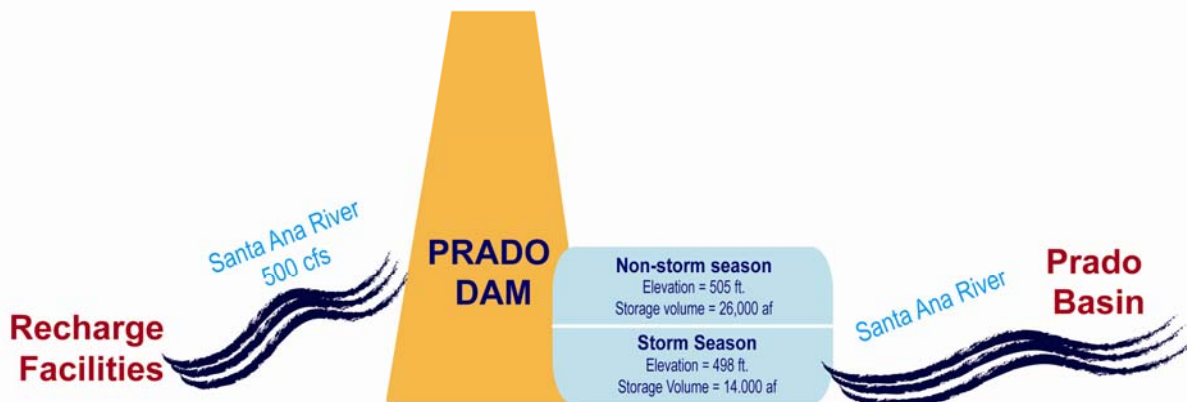 Santa Ana River
500 cfs
Recharge
Facilities
PRADO
DAM
Non-storm season
Elevation = 505 ft.
Storage volume = 26,000 af
Storm Season
Elevation = 498 ft.
Storage Volume = 14.000 af
Santa Ana River
Prado
Basin